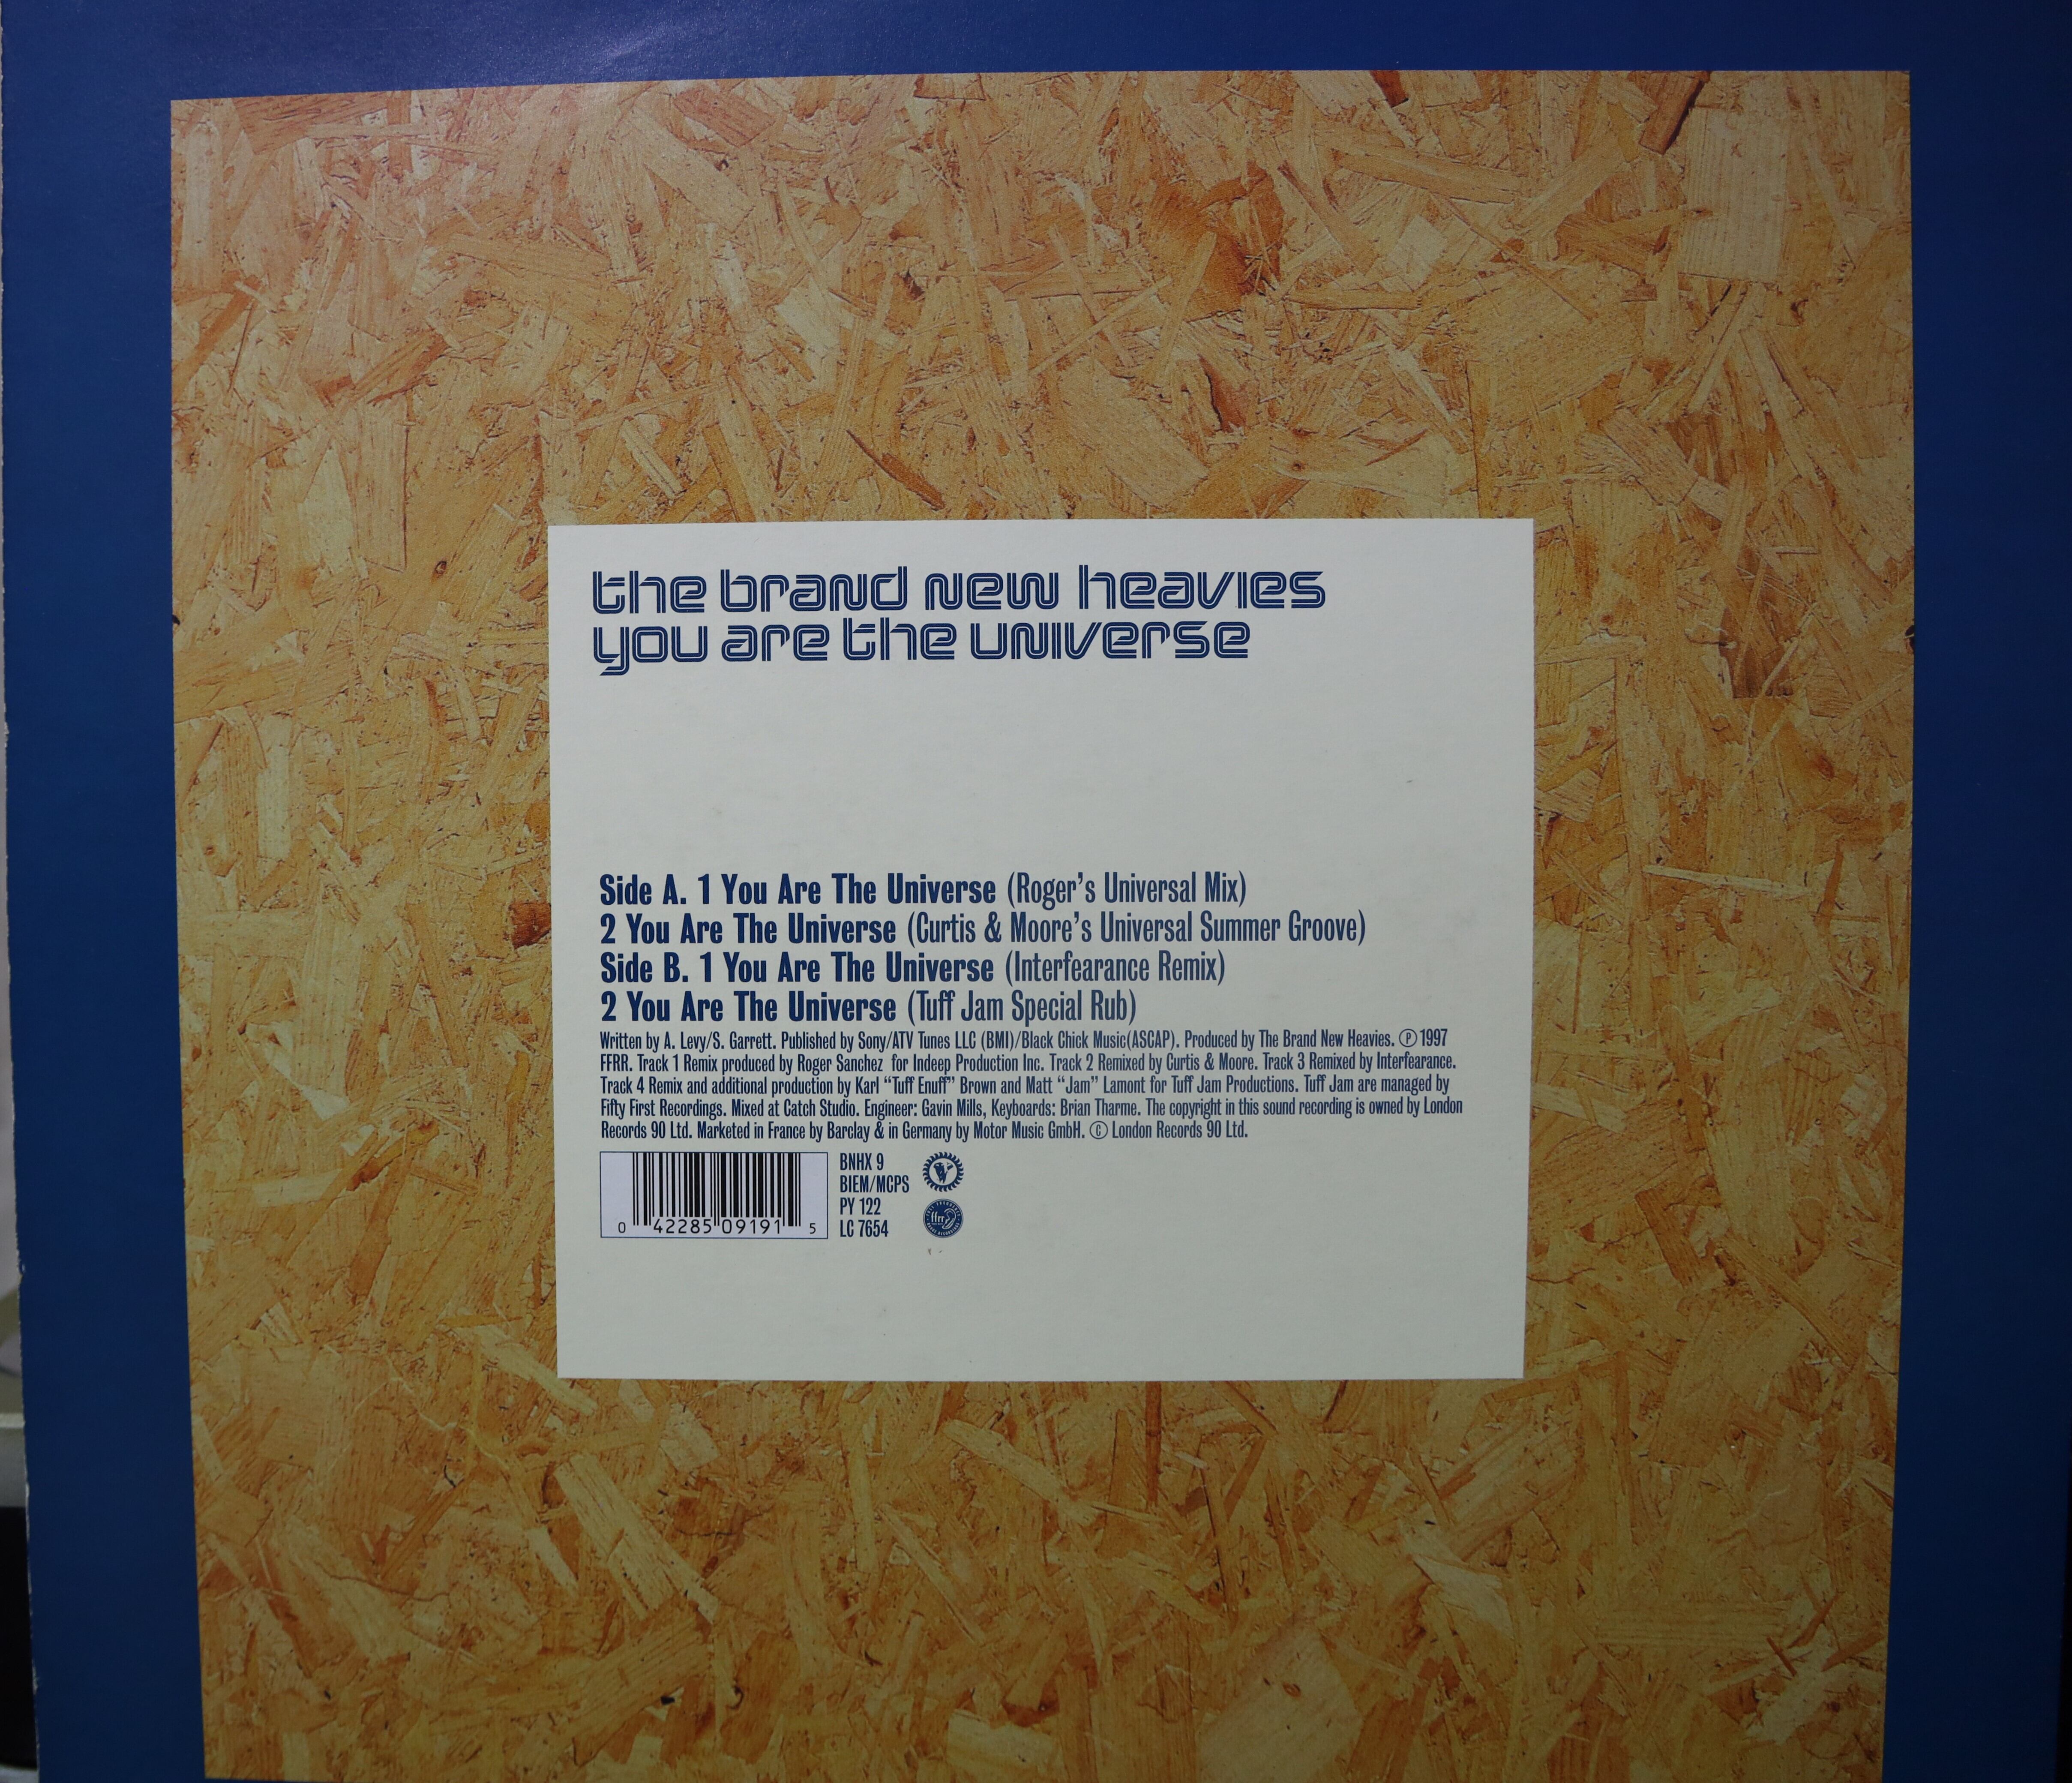 the brand new heavies
you are the universe
Side A. 1 You Are The Universe (Roger's Universal Mix)
2 You Are The Universe (Curtis & Moore's Universal Summer Groove)
Side B. 1 You Are The Universe (Interfearance Remix)
2 You Are The Universe (Tuff Jam Special Rub)
Written by A. Levy/S. Garrett. Published by Sony/ATV Tunes LLC (BMI)/Black Chick Music(ASCAP). Produced by The Brand New Heavies. ℗ 1997
FFRR. Track 1 Remix produced by Roger Sanchez for Indeep Production Inc. Track 2 Remixed by Curtis & Moore. Track 3 Remixed by Interfearance.
Track 4 Remix and additional production by Karl “Tuff Enuff” Brown and Matt “Jam” Lamont for Tuff Jam Productions. Tuff Jam are managed by
Fifty First Recordings. Mixed at Catch Studio. Engineer: Gavin Mills, Keyboards: Brian Tharme. The copyright in this sound recording is owned by London
Records 90 Ltd. Marketed in France by Barclay & in Germany by Motor Music GmbH. © London Records 90 Ltd.
BNHX 9
BIEM/MCPS
PY 122
LC 7654
0 42285 09191 5
ffrr